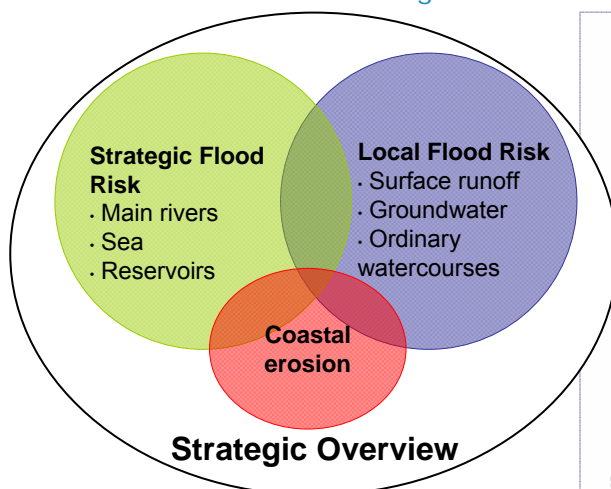 Strategic Flood
Risk
· Main rivers
· Sea
· Reservoirs
Local Flood Risk
· Surface runoff
· Groundwater
· Ordinary
watercourses
Coastal
erosion
Strategic Overview